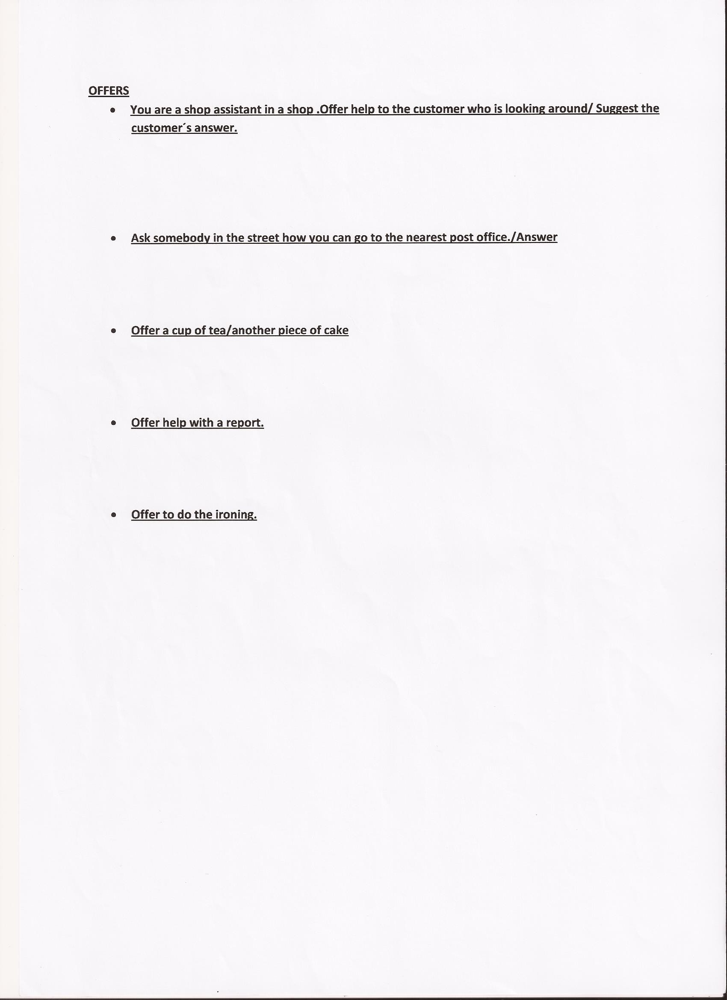 OFFERS
• You are a shop assistant in a shop .Offer help to the customer who is looking around/ Suggest the
customer´s answer.
• Ask somebody in the street how you can go to the nearest post office./Answer
• Offer a cup of tea/another piece of cake
• Offer help with a report.
• Offer to do the ironing.